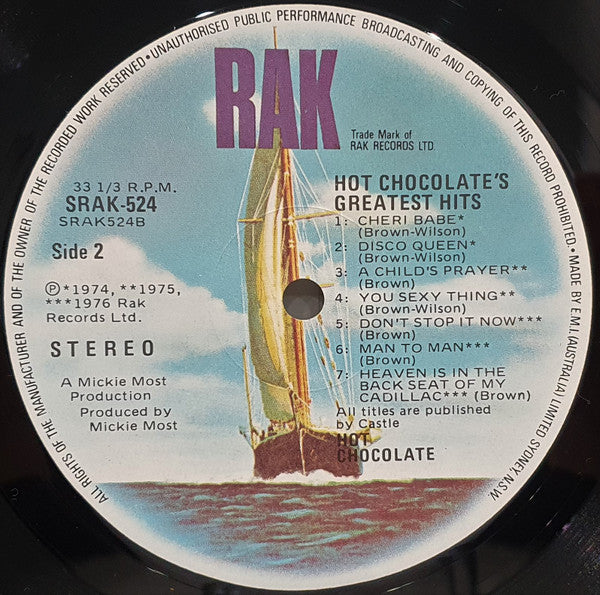 ALL RIGHTS OF THE MANUFACTURER AND OF THE OWNER OF THE RECORDED WORK RESERVED • UNAUTHORISED PUBLIC PERFORMANCE BROADCASTING AND COPYING OF THIS RECORD PROHIBITED • MADE BY E.M.I. (AUSTRALIA) LIMITED SYDNEY, N.S.W.
RAK
Trade Mark of
RAK RECORDS LTD.
33 1/3 R.P.M.
SRAK-524
SRAK524B
Side 2
Ⓟ*1974, **1975,
***1976 Rak
Records Ltd.
STEREO
A Mickie Most
Production
Produced by
Mickie Most
HOT CHOCOLATE'S
GREATEST HITS
1: CHERI BABE*
(Brown-Wilson)
2: DISCO QUEEN*
(Brown-Wilson)
3: A CHILD'S PRAYER**
(Brown)
4: YOU SEXY THING**
(Brown-Wilson)
5: DON'T STOP IT NOW***
(Brown)
6: MAN TO MAN***
(Brown)
7: HEAVEN IS IN THE
BACK SEAT OF MY
CADILLAC*** (Brown)
All titles are published
by Castle
HOT
CHOCOLATE